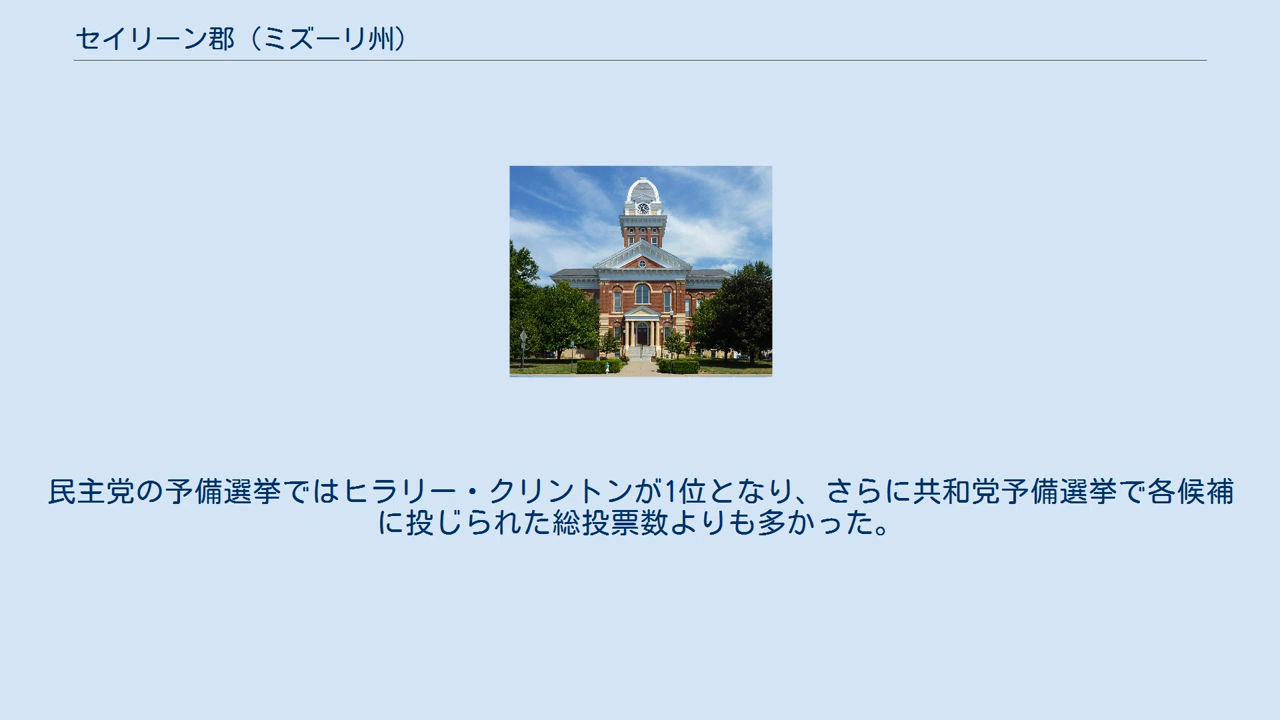 セイリーン郡（ミズーリ州）
民主党の予備選挙ではヒラリー・クリントンが1位となり、さらに共和党予備選挙で各候補
に投じられた総投票数よりも多かった。